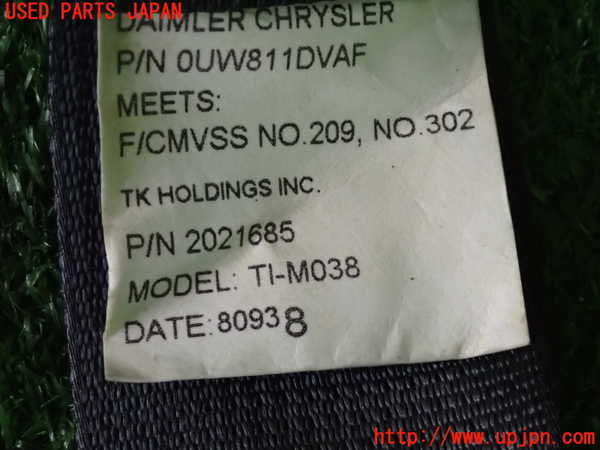 USED PARTS JAPAN
DAIMLER CHRYSLER
P/N 0UW811DVAF
MEETS:
F/CMVSS NO.209, NO.302
TK HOLDINGS INC.
P/N 2021685
MODEL: TI-M038
DATE:80938
http://www.upjpn.com/